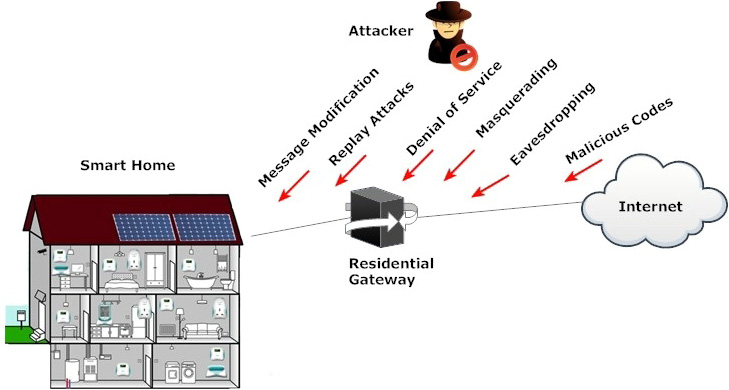 Attacker
Message Modification
Replay Attacks
Denial of Service
Masquerading
Eavesdropping
Malicious Codes
Smart Home
Internet
Residential
Gateway